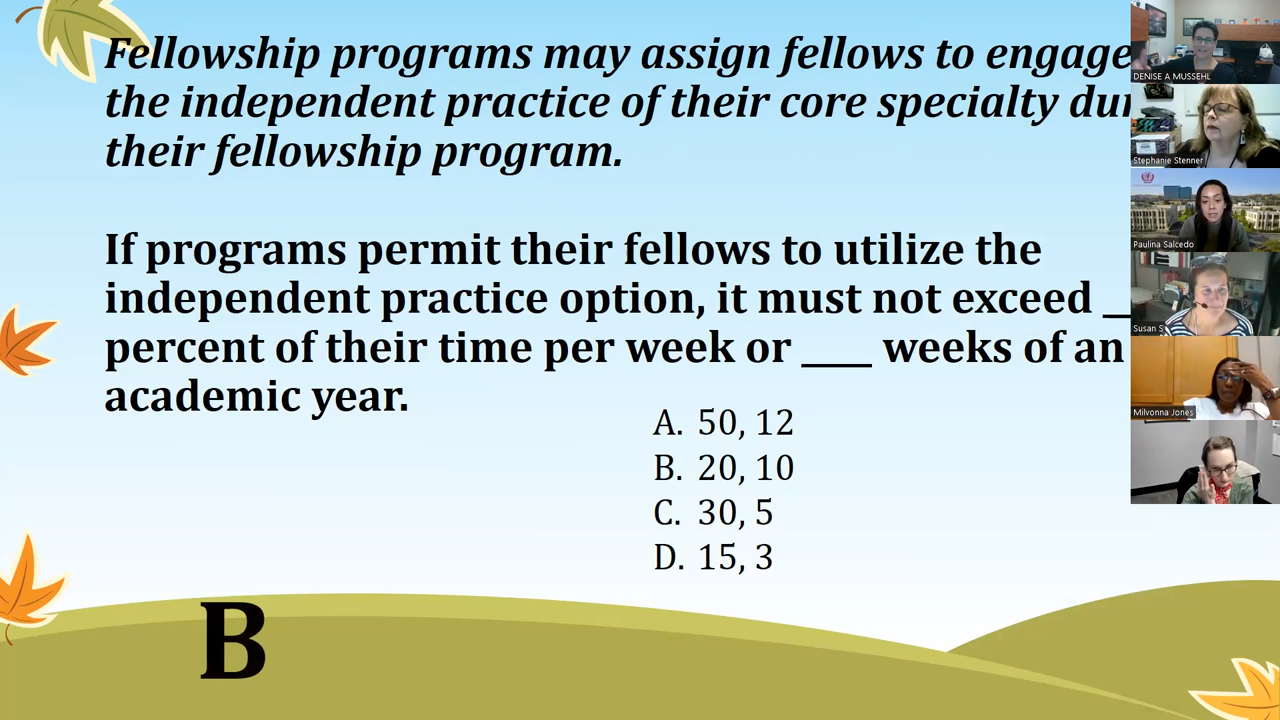 Fellowship programs may assign fellows to engage
the independent practice of their core specialty dur
their fellowship program.
If programs permit their fellows to utilize the
independent practice option, it must not exceed __
percent of their time per week or ____ weeks of an
academic year.
A. 50, 12
B. 20, 10
C. 30, 5
D. 15, 3
B
DENISE A MUSSEHL
Stephanie Stenner
Paulina Salcedo
Susan S
Milvonna Jones